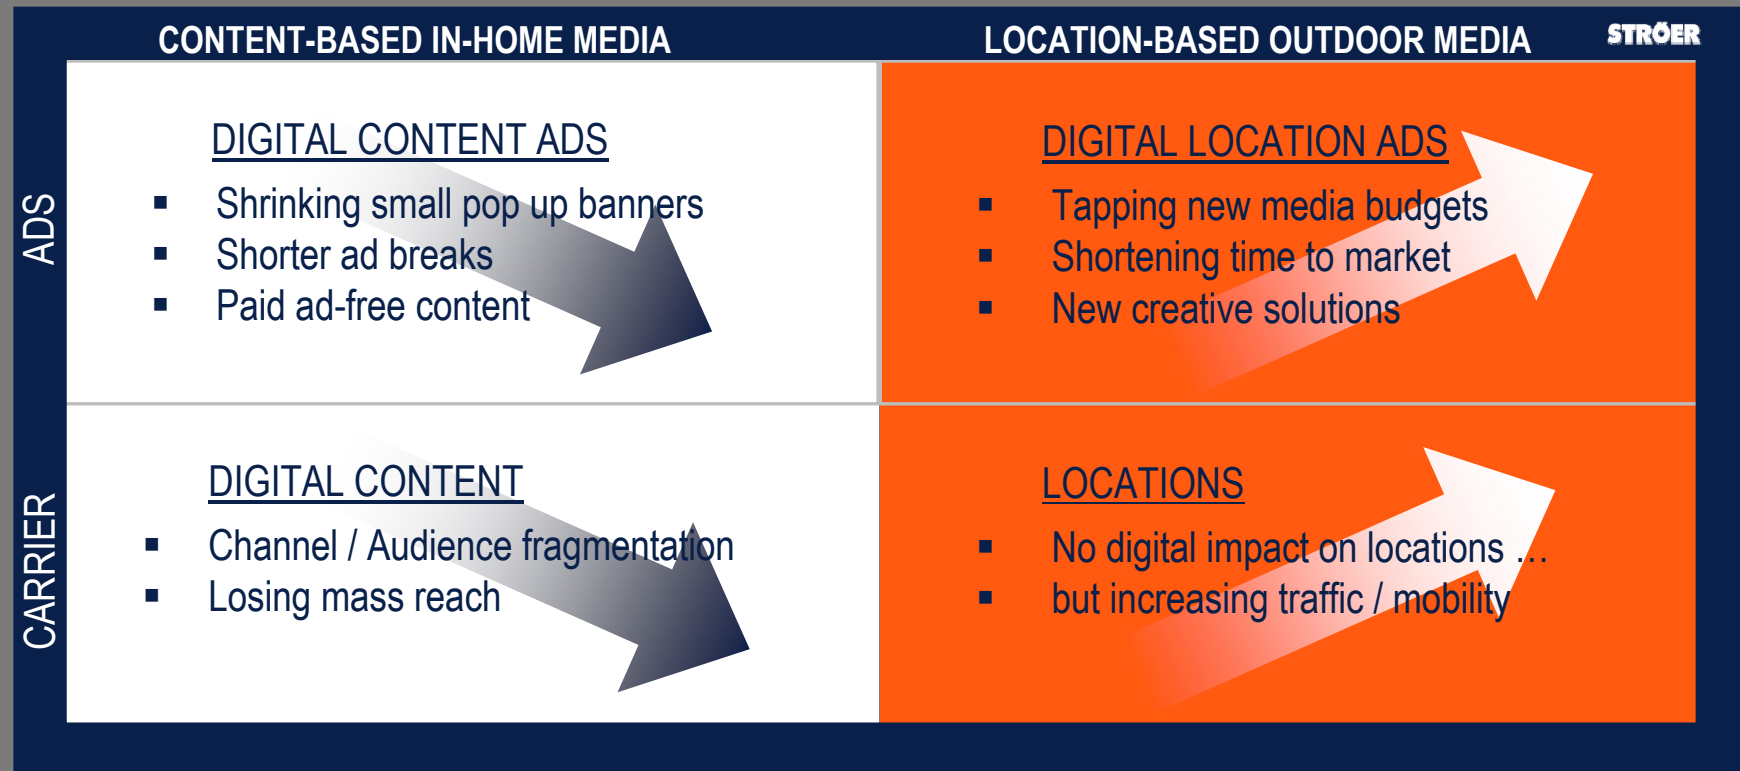 CONTENT-BASED IN-HOME MEDIA
LOCATION-BASED OUTDOOR MEDIA
STRÖER
ADS
DIGITAL CONTENT ADS
▪ Shrinking small pop up banners
▪ Shorter ad breaks
▪ Paid ad-free content
DIGITAL LOCATION ADS
▪ Tapping new media budgets
▪ Shortening time to market
▪ New creative solutions
CARRIER
DIGITAL CONTENT
▪ Channel / Audience fragmentation
▪ Losing mass reach
LOCATIONS
▪ No digital impact on locations …
▪ but increasing traffic / mobility